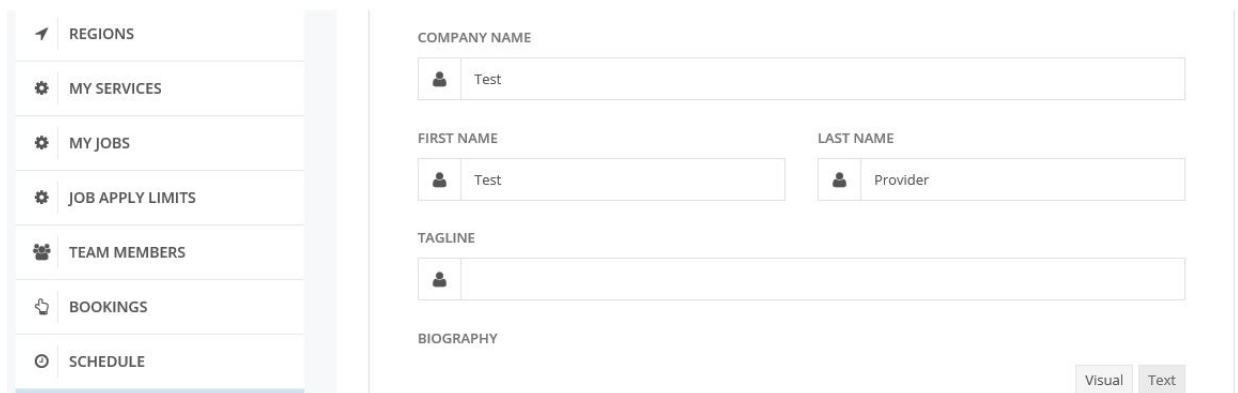 REGIONS
MY SERVICES
MY JOBS
JOB APPLY LIMITS
TEAM MEMBERS
BOOKINGS
SCHEDULE
COMPANY NAME
Test
FIRST NAME
Test
LAST NAME
Provider
TAGLINE
BIOGRAPHY
Visual Text